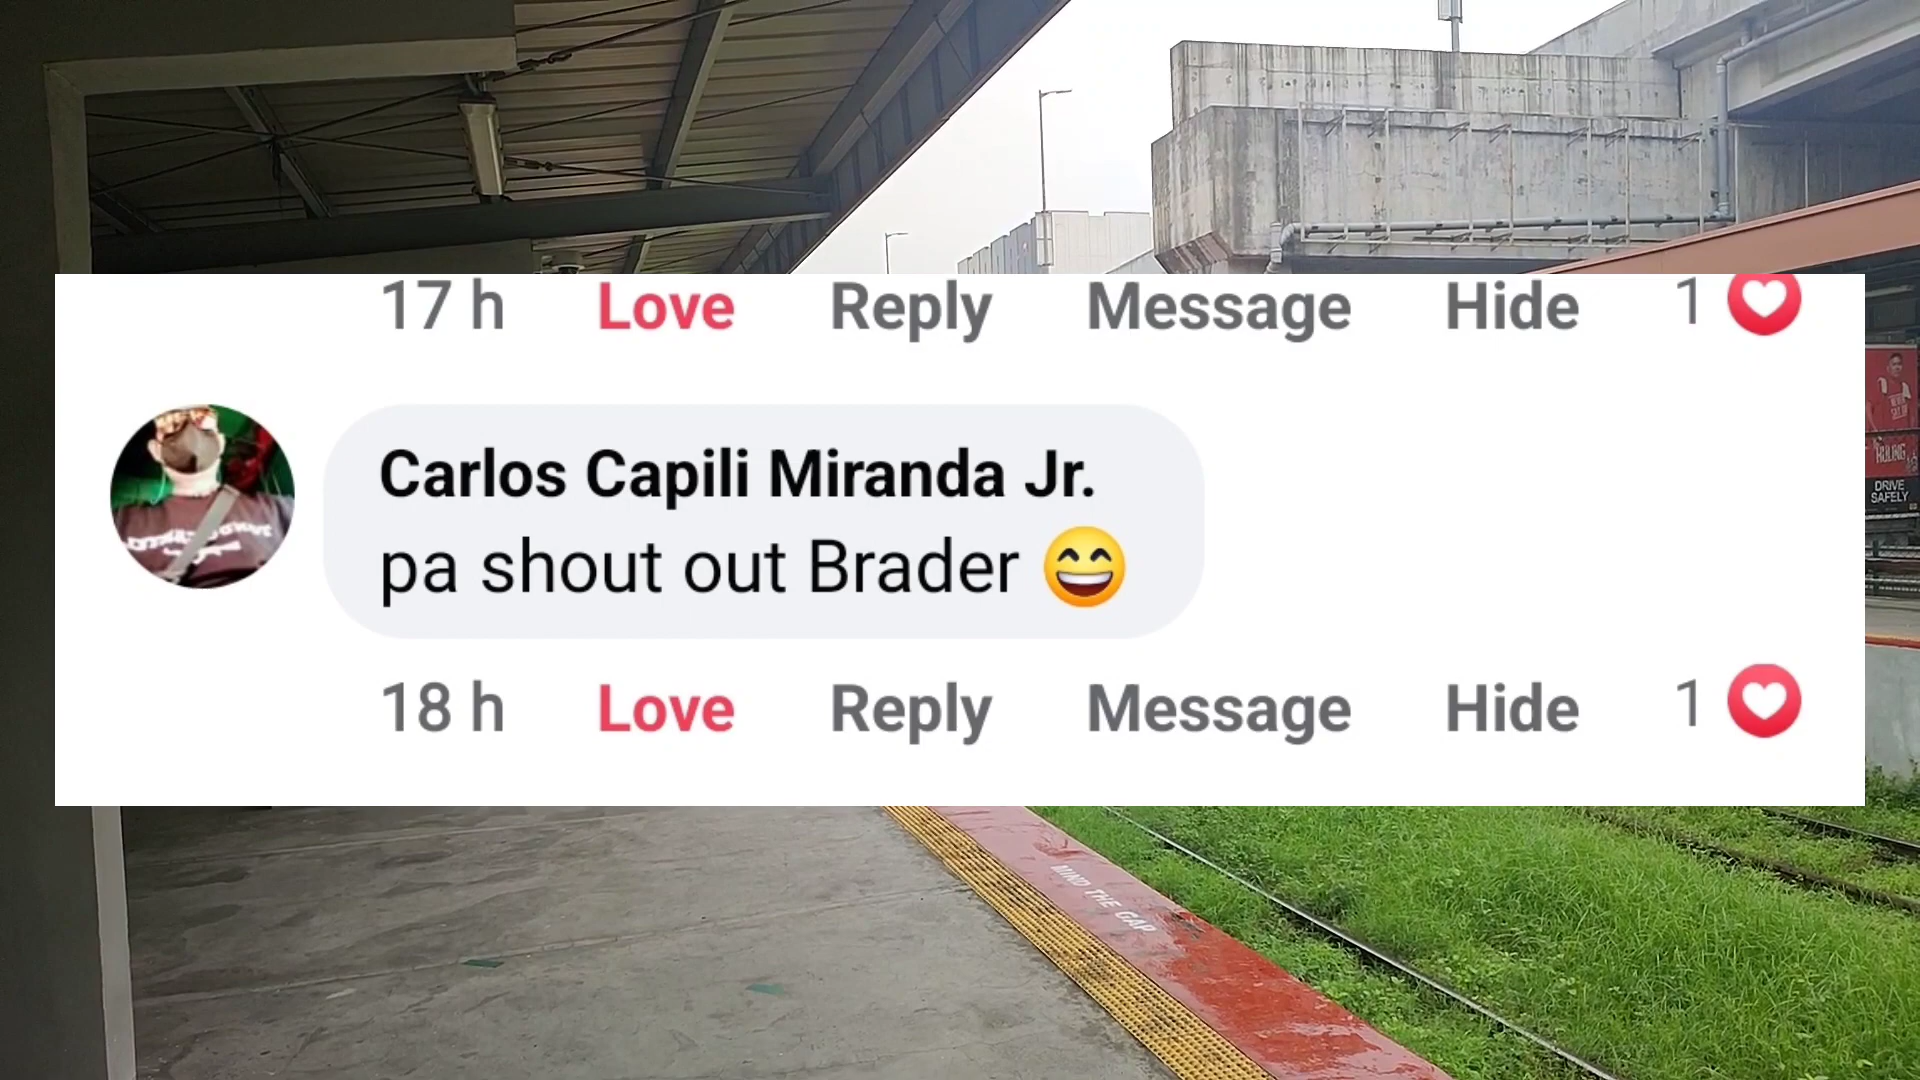 17 h Love Reply Message Hide 1
Carlos Capili Miranda Jr.
pa shout out Brader 😄
18 h Love Reply Message Hide 1
DRIVE
SAFELY
MIND THE GAP